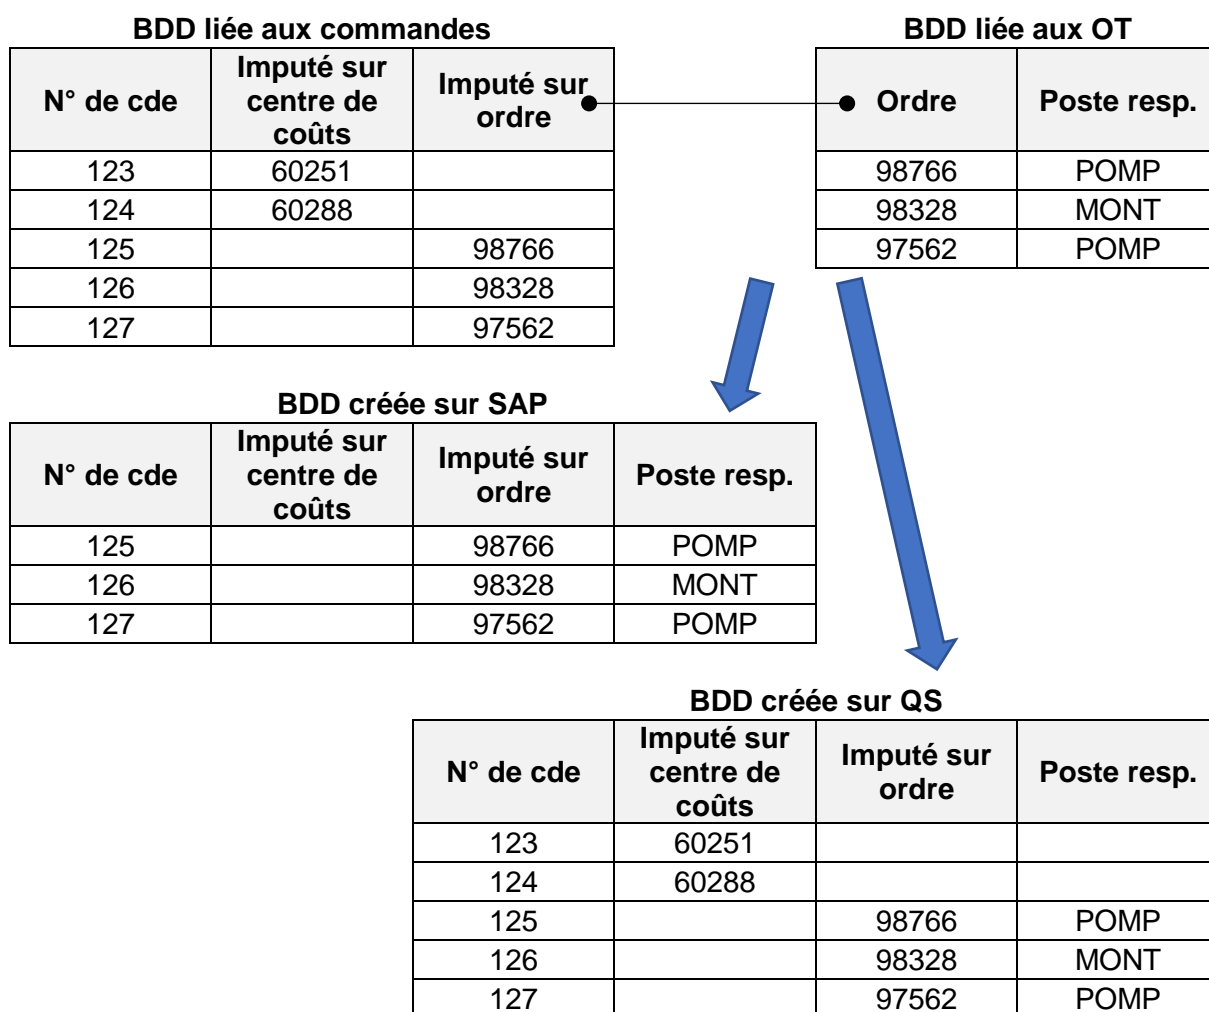 BDD liée aux commandes
N° de cde Imputé sur centre de coûts Imputé sur ordre
123 60251
124 60288
125 98766
126 98328
127 97562
BDD liée aux OT
Ordre Poste resp.
98766 POMP
98328 MONT
97562 POMP
BDD créée sur SAP
N° de cde Imputé sur centre de coûts Imputé sur ordre Poste resp.
125 98766 POMP
126 98328 MONT
127 97562 POMP
BDD créée sur QS
N° de cde Imputé sur centre de coûts Imputé sur ordre Poste resp.
123 60251
124 60288
125 98766 POMP
126 98328 MONT
127 97562 POMP